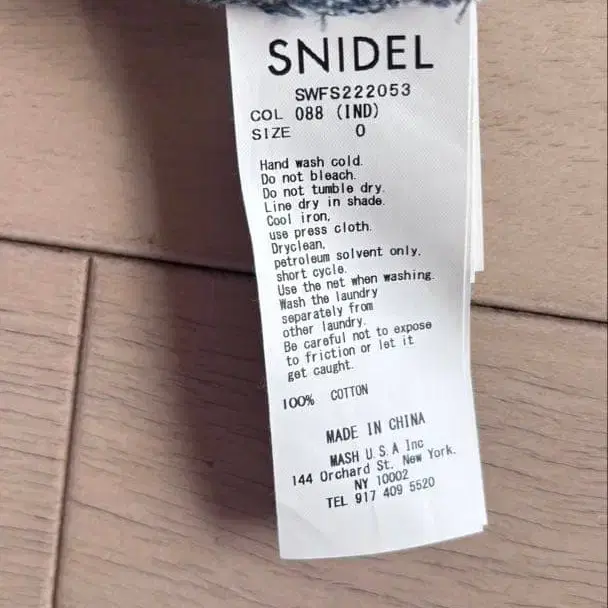 SNIDEL
SWFS222053
COL 088 (IND)
SIZE 0
Hand wash cold.
Do not bleach.
Do not tumble dry.
Line dry in shade.
Cool iron,
use press cloth.
Dryclean,
petroleum solvent only.
short cycle.
Use the net when washing.
Wash the laundry
separately from
other laundry.
Be careful not to expose
to friction or let it
get caught.
100% COTTON
MADE IN CHINA
MASH U.S.A Inc
144 Orchard St. New York.
NY 10002
TEL 917 409 5520